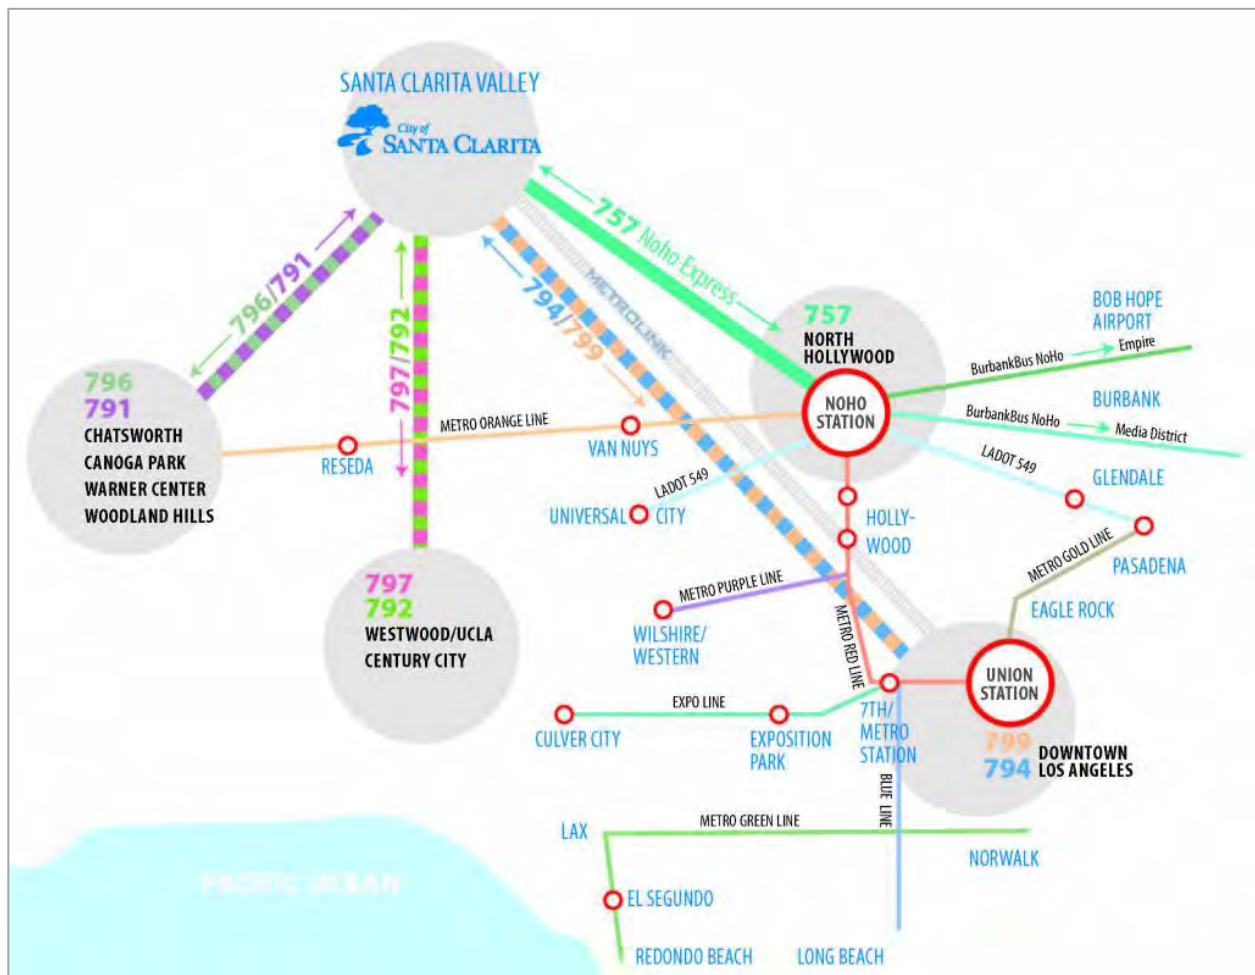 SANTA CLARITA VALLEY
City of
SANTA CLARITA
757 Noho Express
796/791
797/792
794/799
METROLINK
757
NORTH
HOLLYWOOD
NOHO
STATION
BOB HOPE
AIRPORT
BurbankBus NoHo
Empire
BURBANK
BurbankBus NoHo
Media District
LADOT 549
GLENDALE
PASADENA
METRO GOLD LINE
EAGLE ROCK
796
791
CHATSWORTH
CANOGA PARK
WARNER CENTER
WOODLAND HILLS
METRO ORANGE LINE
RESEDA
VAN NUYS
LADOT 549
UNIVERSAL CITY
HOLLY-
WOOD
METRO PURPLE LINE
WILSHIRE/
WESTERN
METRO RED LINE
797
792
WESTWOOD/UCLA
CENTURY CITY
UNION
STATION
EXPO LINE
CULVER CITY
EXPOSITION
PARK
7TH/
METRO
STATION
799
794
DOWNTOWN
LOS ANGELES
BLUE LINE
METRO GREEN LINE
LAX
NORWALK
PACIFIC OCEAN
EL SEGUNDO
REDONDO BEACH
LONG BEACH